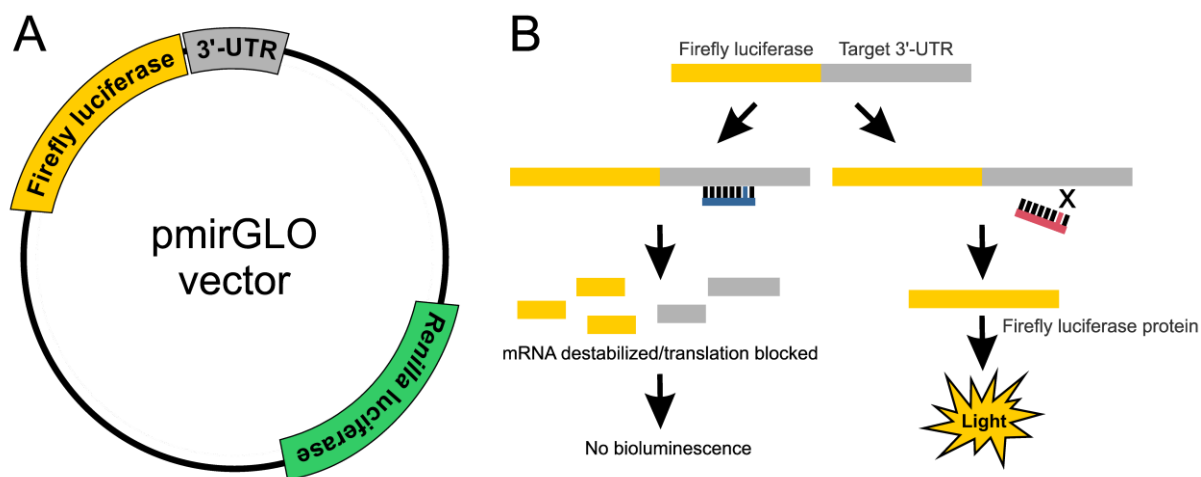 A
Firefly luciferase
3'-UTR
pmirGLO
vector
Renilla luciferase
B
Firefly luciferase
Target 3'-UTR
X
mRNA destabilized/translation blocked
No bioluminescence
Firefly luciferase protein
Light